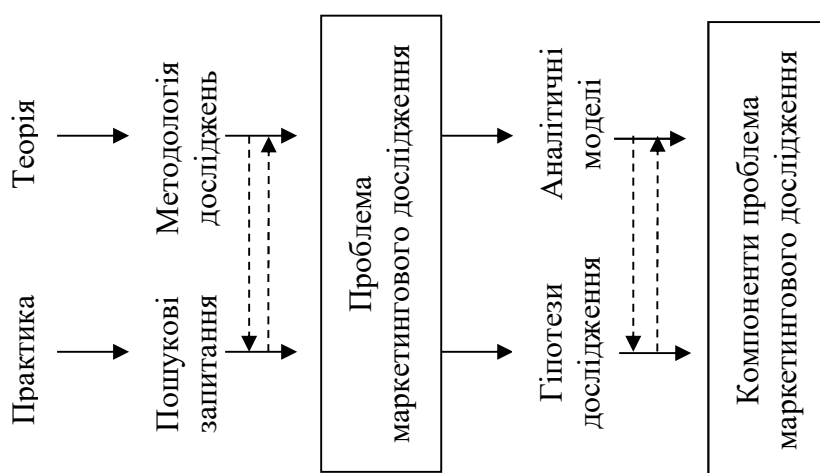 Теорія
Практика
Методологія
досліджень
Пошукові
запитання
Проблема
маркетингового дослідження
Аналітичні
моделі
Гіпотези
дослідження
Компоненти проблема
маркетингового дослідження